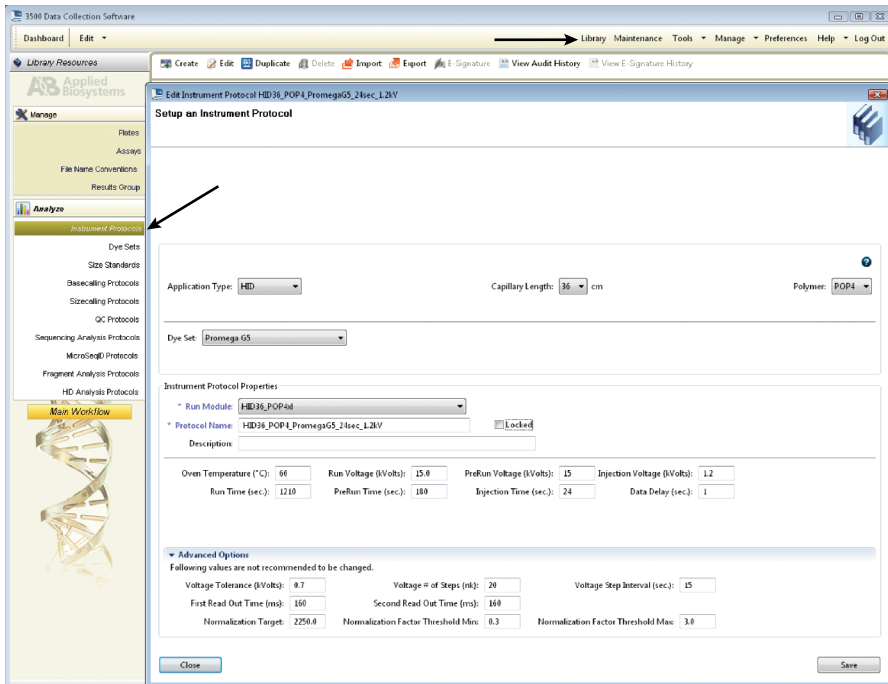 3500 Data Collection Software
Dashboard Edit
Library Maintenance Tools Manage Preferences Help Log Out
Library Resources
Create Edit Duplicate Delete Import Export E-Signature View Audit History View E-Signature History
AB Applied Biosystems
Manage
Plates
Assays
File Name Conventions
Results Group
Analyze
Instrument Protocols
Dye Sets
Size Standards
Basecalling Protocols
Sizecalling Protocols
QC Protocols
Sequencing Analysis Protocols
MicroSeqID Protocols
Fragment Analysis Protocols
HID Analysis Protocols
Main Workflow
Edit Instrument Protocol HID36_POP4_PromegaG5_24sec_1.2kV
Setup an Instrument Protocol
Application Type: HID Capillary Length: 36 cm Polymer: POP4
Dye Set: Promega G5
Instrument Protocol Properties
* Run Module: HID36_POP4xl
* Protocol Name: HID36_POP4_PromegaG5_24sec_1.2kV Locked
Description:
Oven Temperature (°C): 60 Run Voltage (kVolts): 15.0 PreRun Voltage (kVolts): 15 Injection Voltage (kVolts): 1.2
Run Time (sec.): 1210 PreRun Time (sec.): 180 Injection Time (sec.): 24 Data Delay (sec.): 1
Advanced Options
Following values are not recommended to be changed.
Voltage Tolerance (kVolts): 0.7 Voltage # of Steps (nk): 20 Voltage Step Interval (sec.): 15
First Read Out Time (ms): 160 Second Read Out Time (ms): 160
Normalization Target: 2250.0 Normalization Factor Threshold Min: 0.3 Normalization Factor Threshold Max: 3.0
Close Save